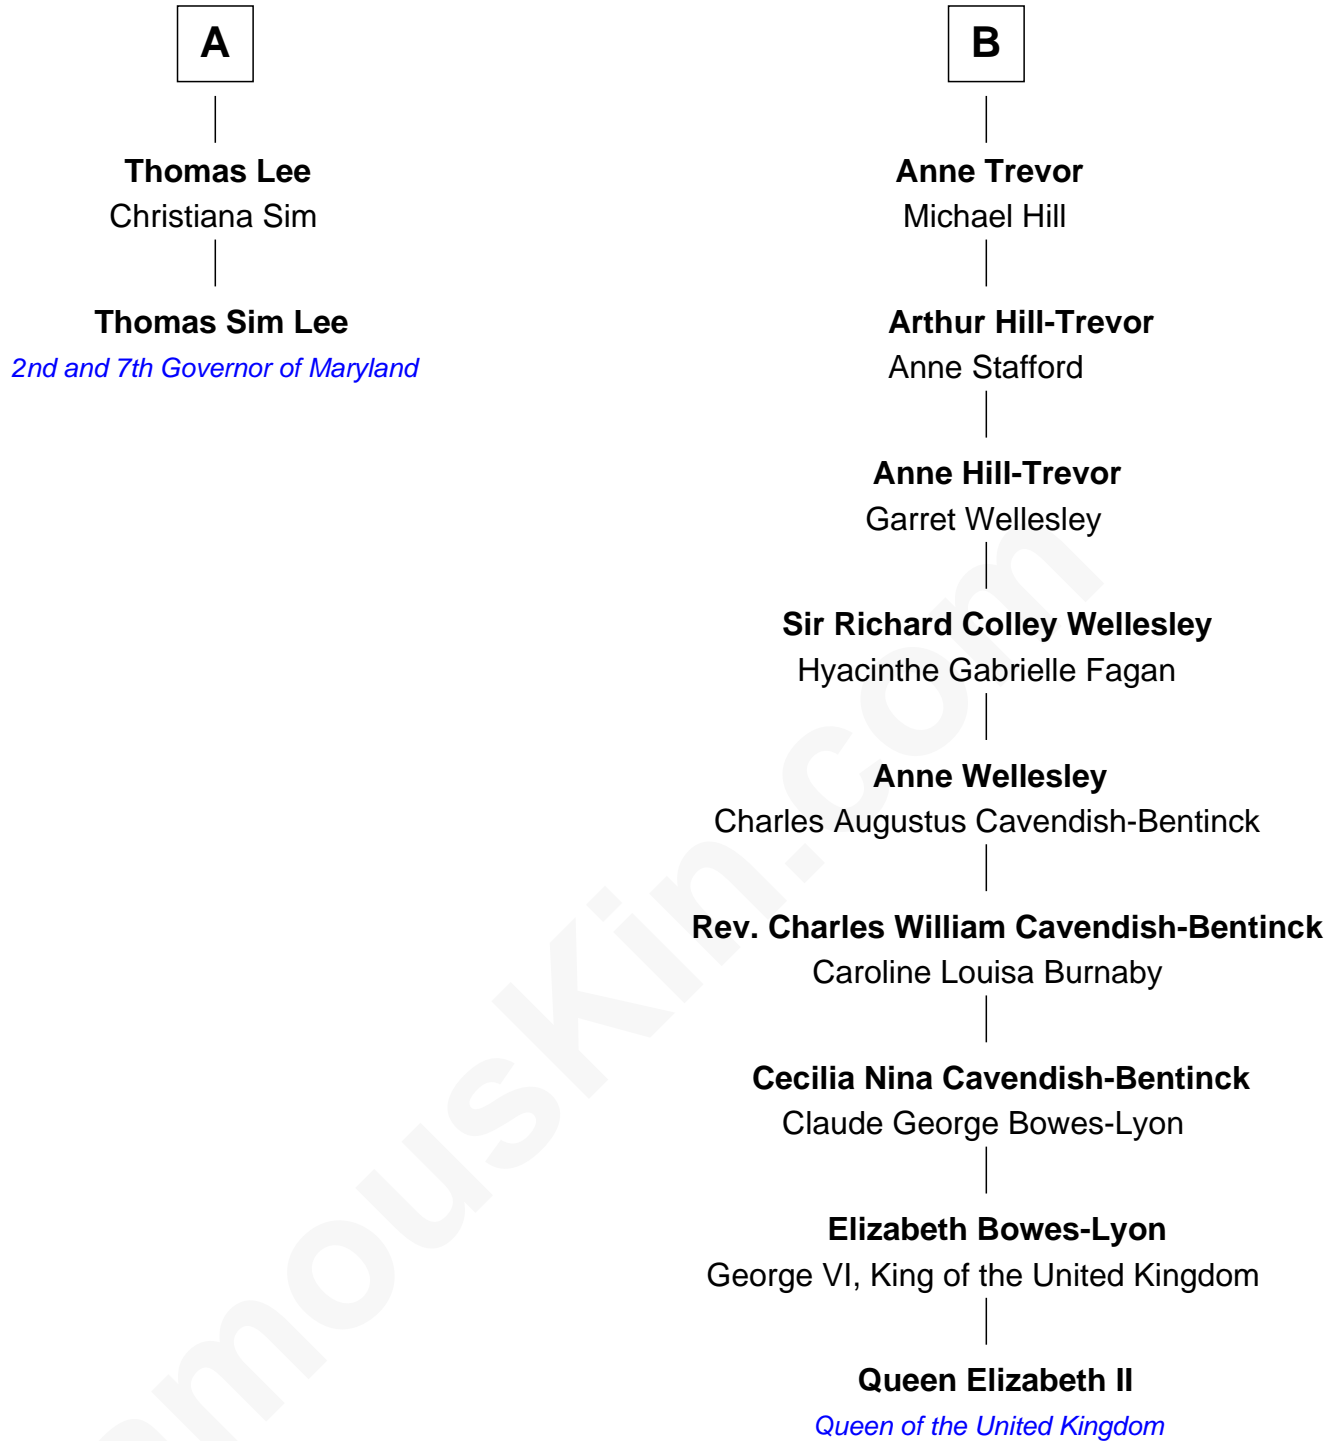 A
Thomas Lee
Christiana Sim
Thomas Sim Lee
2nd and 7th Governor of Maryland
B
Anne Trevor
Michael Hill
Arthur Hill-Trevor
Anne Stafford
Anne Hill-Trevor
Garret Wellesley
Sir Richard Colley Wellesley
Hyacinthe Gabrielle Fagan
Anne Wellesley
Charles Augustus Cavendish-Bentinck
Rev. Charles William Cavendish-Bentinck
Caroline Louisa Burnaby
Cecilia Nina Cavendish-Bentinck
Claude George Bowes-Lyon
Elizabeth Bowes-Lyon
George VI, King of the United Kingdom
Queen Elizabeth II
Queen of the United Kingdom
amouskin.com